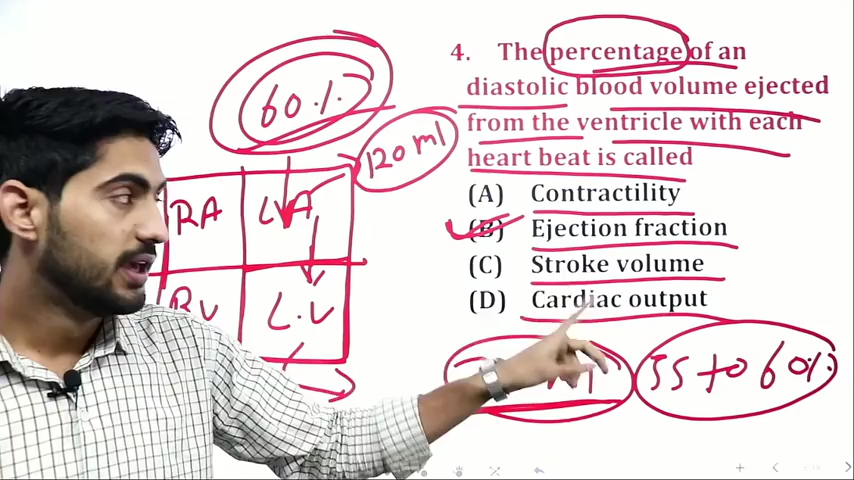 4. The percentage of an
diastolic blood volume ejected
from the ventricle with each
heart beat is called
(A) Contractility
(B) Ejection fraction
(C) Stroke volume
(D) Cardiac output
60%
120 ml
RA
LA
RV
L.V
55 to 60%